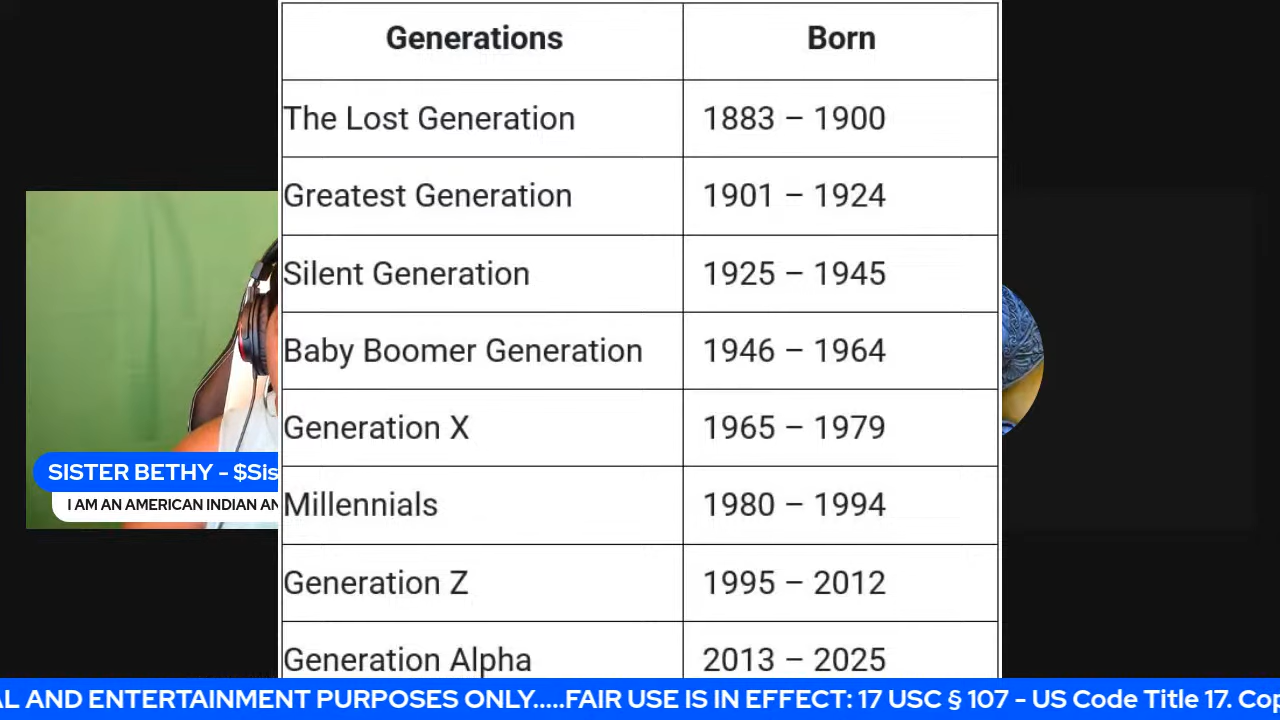 Generations Born
The Lost Generation 1883 – 1900
Greatest Generation 1901 – 1924
Silent Generation 1925 – 1945
Baby Boomer Generation 1946 – 1964
Generation X 1965 – 1979
SISTER BETHY - $Sis
I AM AN AMERICAN INDIAN AN
Millennials 1980 – 1994
Generation Z 1995 – 2012
Generation Alpha 2013 – 2025
AL AND ENTERTAINMENT PURPOSES ONLY.....FAIR USE IS IN EFFECT: 17 USC § 107 - US Code Title 17. Cop